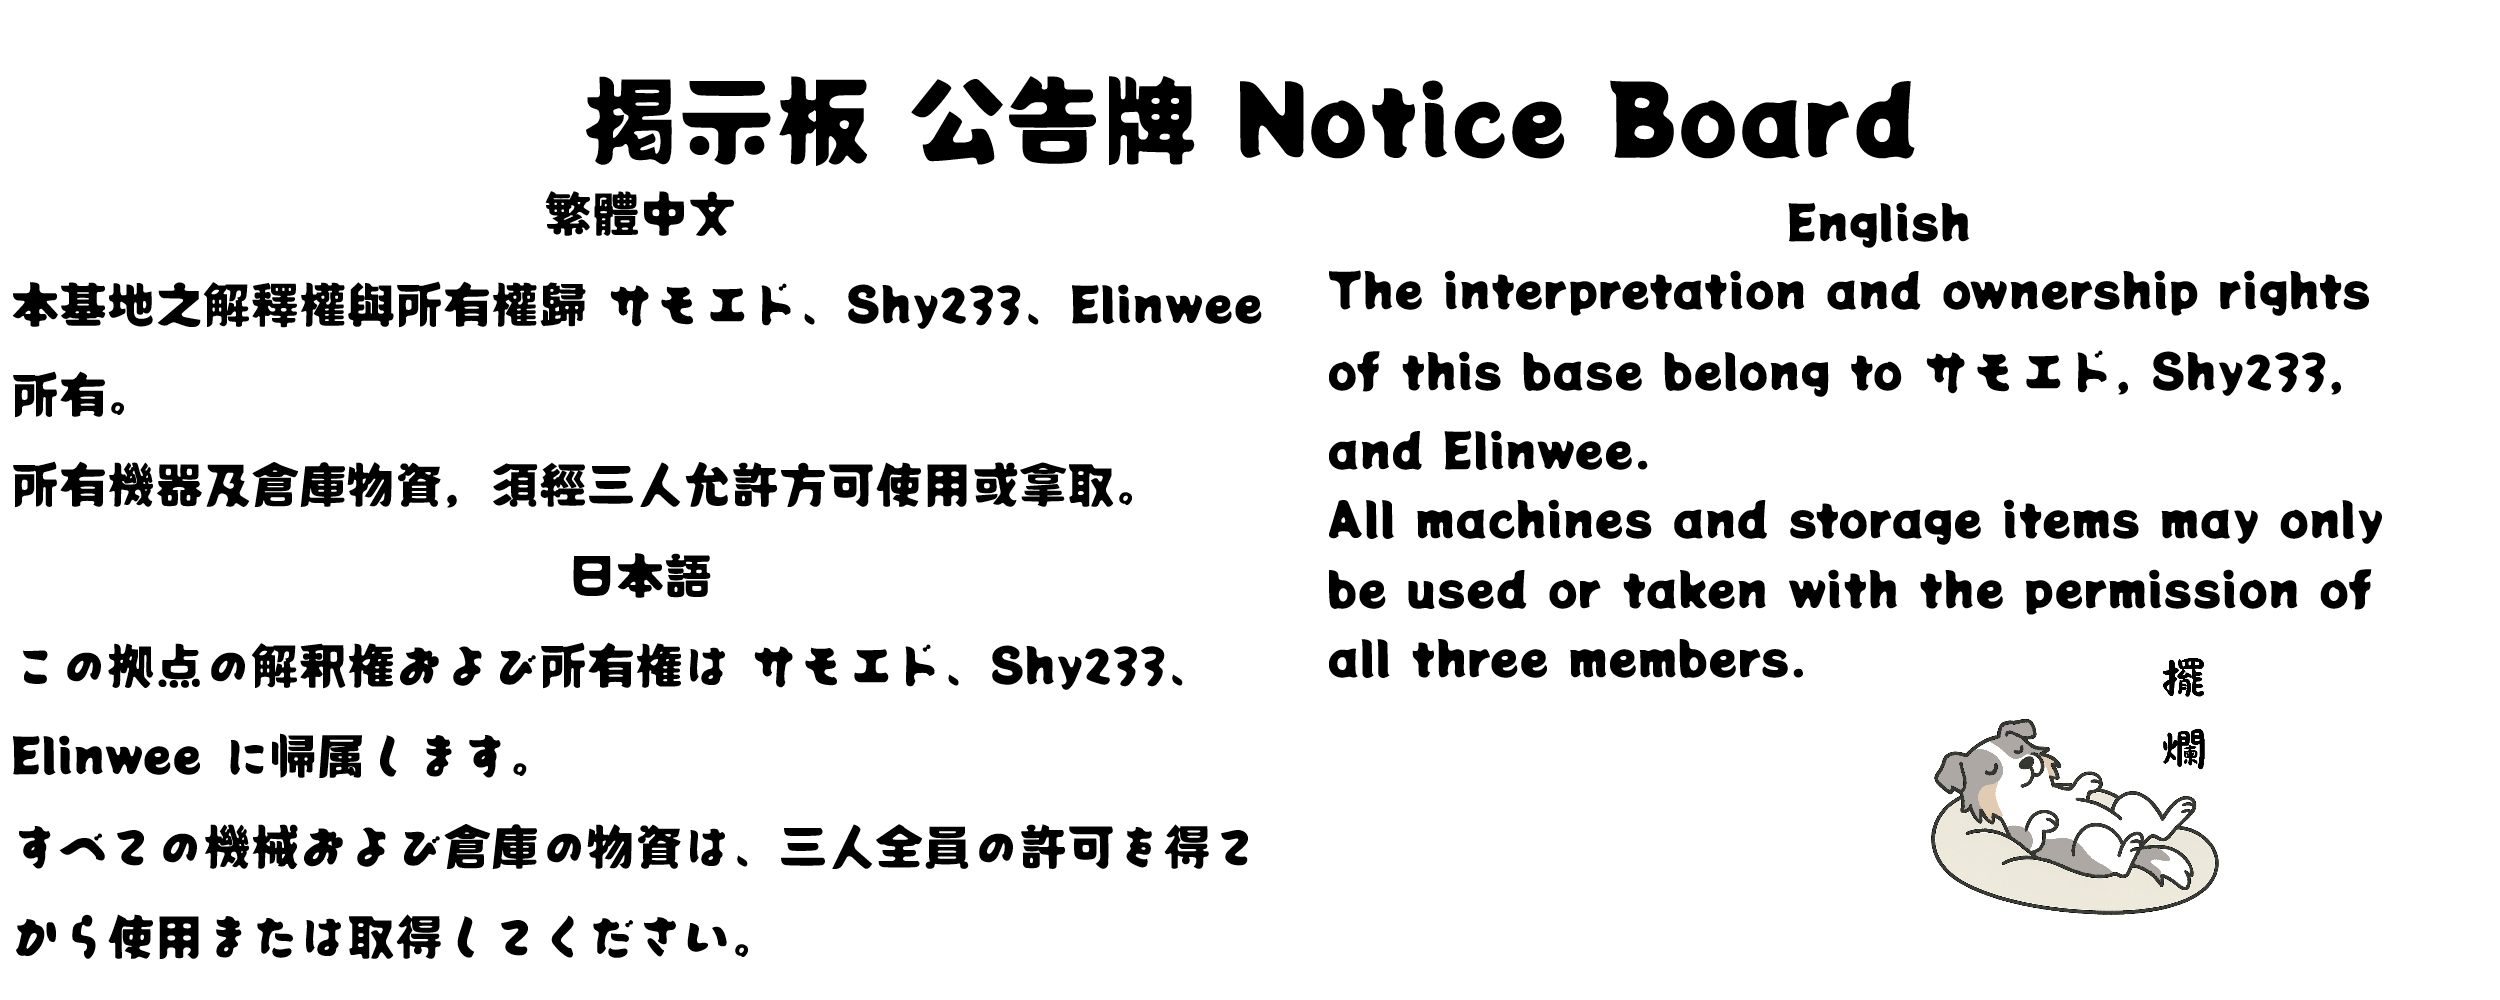 掲示板 公告牌 Notice Board
繁體中文
本基地之解釋權與所有權歸 サモエド、Shy233、Elinwee
所有。
所有機器及倉庫物資，須經三人允許方可使用或拿取。
日本語
この拠点の解釈権および所有権は サモエド、Shy233、
Elinwee に帰属します。
すべての機械および倉庫の物資は、三人全員の許可を得て
から使用または取得してください。
English
The interpretation and ownership rights
of this base belong to サモエド, Shy233,
and Elinwee.
All machines and storage items may only
be used or taken with the permission of
all three members.
擺
爛